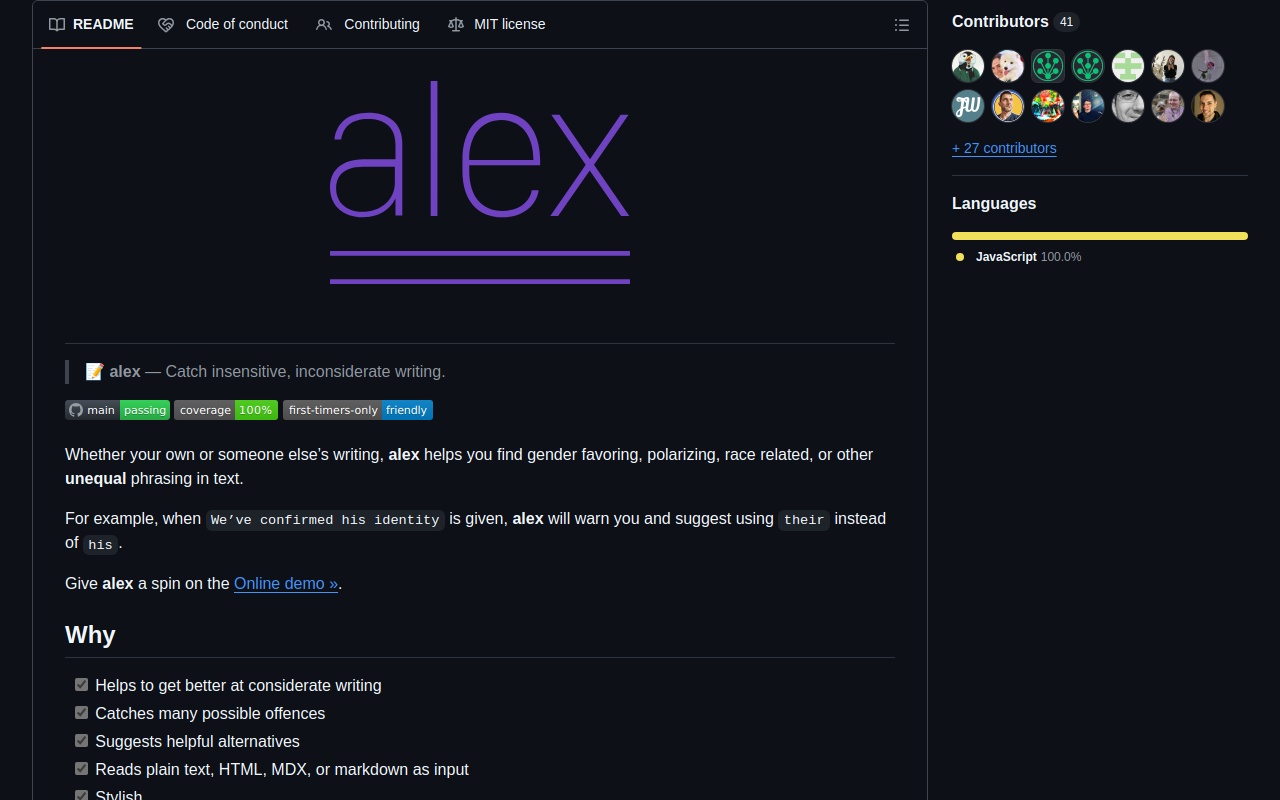 README
Code of conduct
Contributing
MIT license
alex
📝 alex — Catch insensitive, inconsiderate writing.
main passing
coverage 100%
first-timers-only friendly
Whether your own or someone else’s writing, alex helps you find gender favoring, polarizing, race related, or other
unequal phrasing in text.
For example, when We’ve confirmed his identity is given, alex will warn you and suggest using their instead
of his.
Give alex a spin on the Online demo ».
Why
Helps to get better at considerate writing
Catches many possible offences
Suggests helpful alternatives
Reads plain text, HTML, MDX, or markdown as input
Stylish
Contributors 41
JW
+ 27 contributors
Languages
JavaScript 100.0%